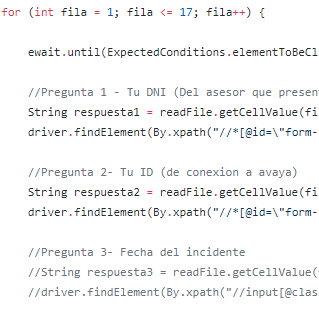 for (int fila = 1; fila <= 17; fila++) {
ewait.until(ExpectedConditions.elementToBeCl
//Pregunta 1 - Tu DNI (Del asesor que presen
String respuesta1 = readFile.getCellValue(fi
driver.findElement(By.xpath("//*[@id=\"form-
//Pregunta 2- Tu ID (de conexion a avaya)
String respuesta2 = readFile.getCellValue(fi
driver.findElement(By.xpath("//*[@id=\"form-
//Pregunta 3- Fecha del incidente
//String respuesta3 = readFile.getCellValue(
//driver.findElement(By.xpath("//input[@clas